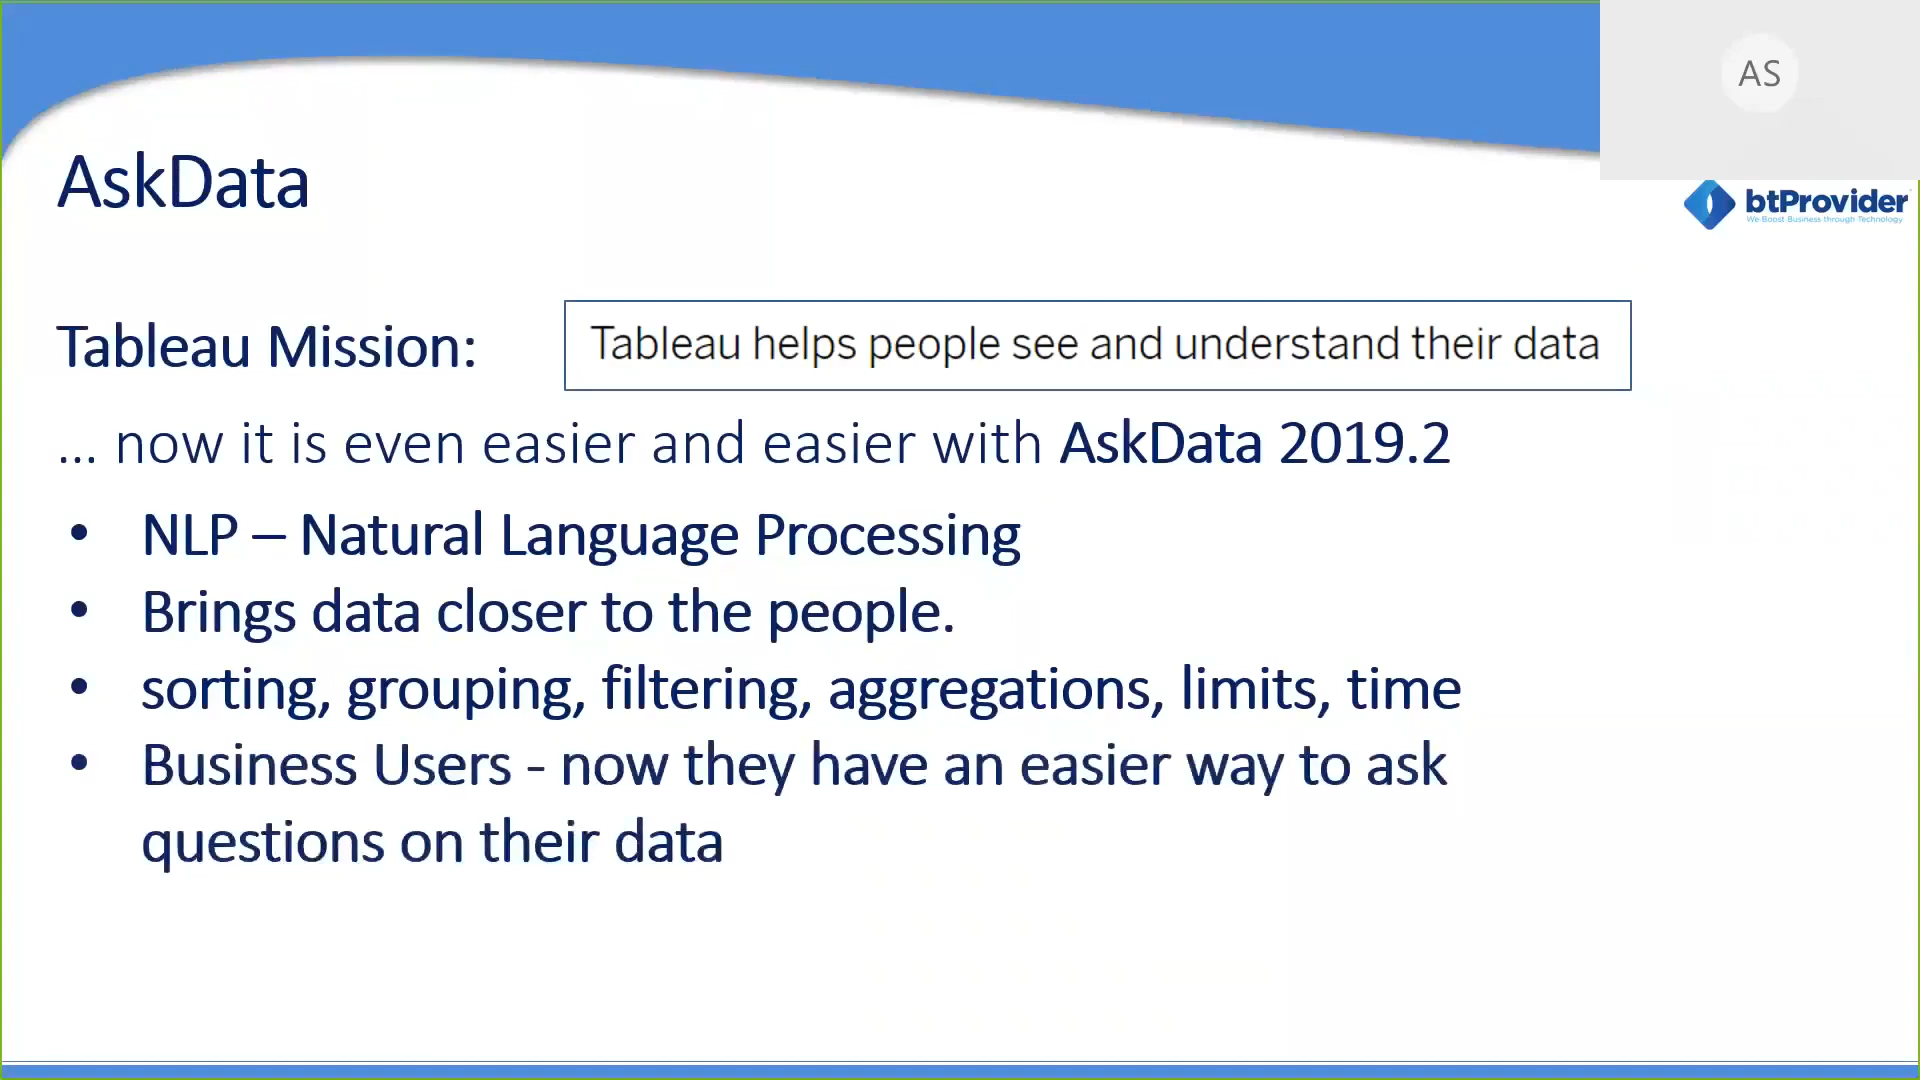 AS
btProvider
We Boost Business through Technology
AskData
Tableau Mission:
Tableau helps people see and understand their data
... now it is even easier and easier with AskData 2019.2
• NLP – Natural Language Processing
• Brings data closer to the people.
• sorting, grouping, filtering, aggregations, limits, time
• Business Users - now they have an easier way to ask
questions on their data